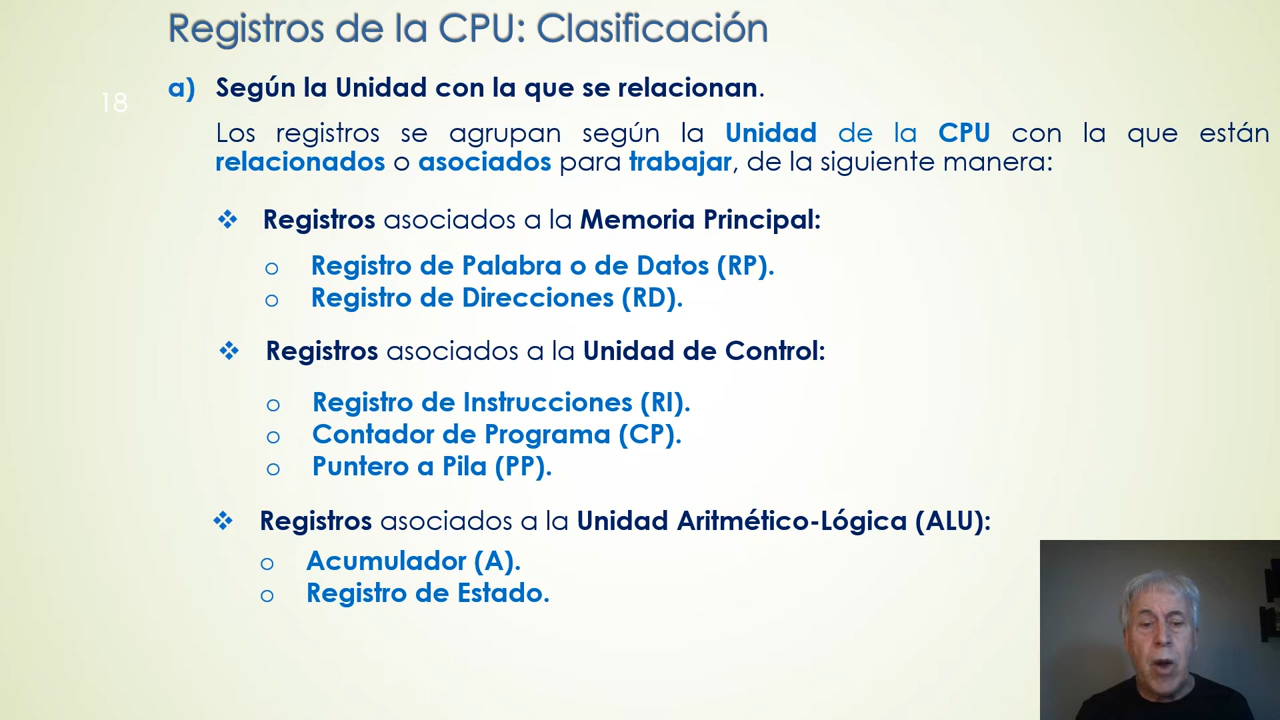 Registros de la CPU: Clasificación
18
a) Según la Unidad con la que se relacionan.
Los registros se agrupan según la Unidad de la CPU con la que están
relacionados o asociados para trabajar, de la siguiente manera:
❖ Registros asociados a la Memoria Principal:
o Registro de Palabra o de Datos (RP).
o Registro de Direcciones (RD).
❖ Registros asociados a la Unidad de Control:
o Registro de Instrucciones (RI).
o Contador de Programa (CP).
o Puntero a Pila (PP).
❖ Registros asociados a la Unidad Aritmético-Lógica (ALU):
o Acumulador (A).
o Registro de Estado.